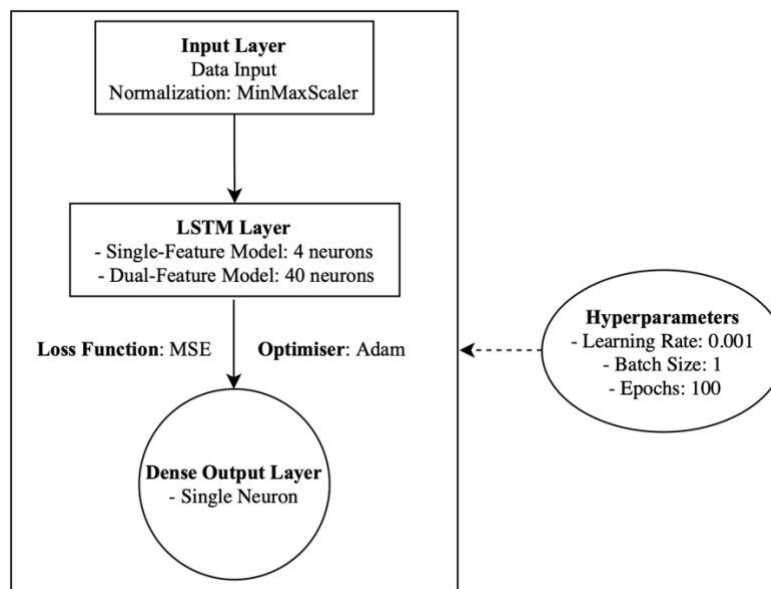 Input Layer
Data Input
Normalization: MinMaxScaler
LSTM Layer
- Single-Feature Model: 4 neurons
- Dual-Feature Model: 40 neurons
Loss Function: MSE
Optimiser: Adam
Dense Output Layer
- Single Neuron
Hyperparameters
- Learning Rate: 0.001
- Batch Size: 1
- Epochs: 100